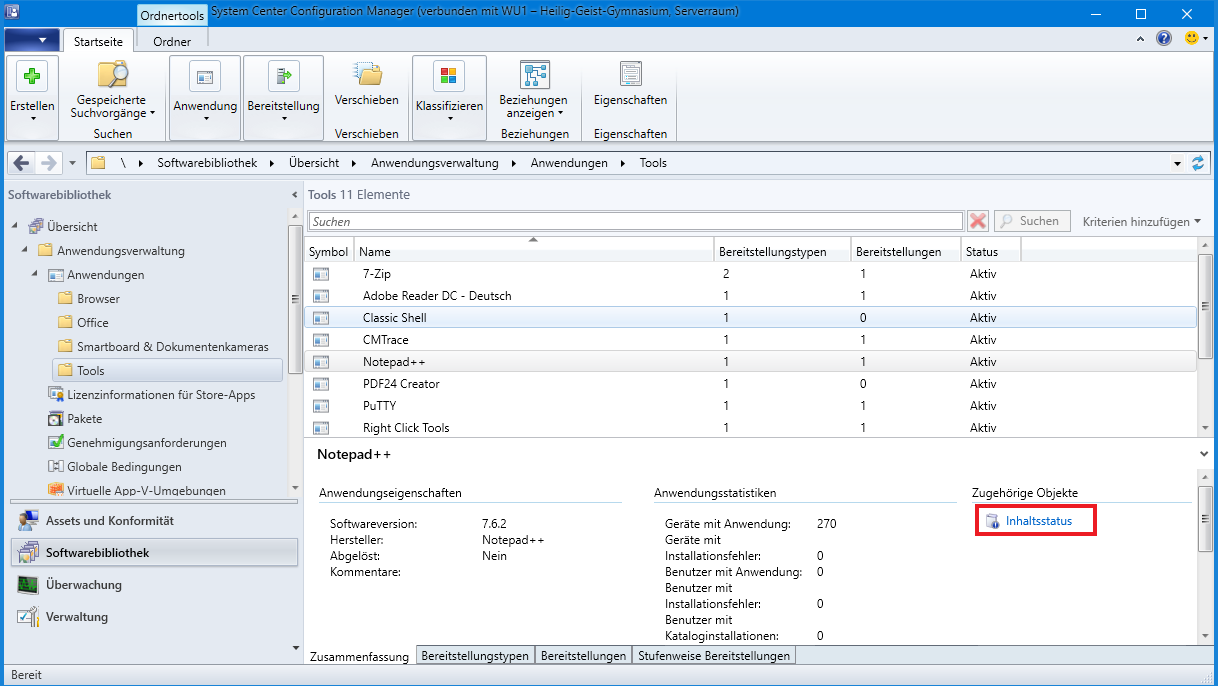 Ordnertools
System Center Configuration Manager (verbunden mit WU1 – Heilig-Geist-Gymnasium, Serverraum)
Startseite
Ordner
Erstellen
Gespeicherte
Suchvorgänge
Suchen
Anwendung
Bereitstellung
Verschieben
Verschieben
Klassifizieren
Beziehungen
anzeigen
Beziehungen
Eigenschaften
Eigenschaften
\ Softwarebibliothek Übersicht Anwendungsverwaltung Anwendungen Tools
Softwarebibliothek
Übersicht
Anwendungsverwaltung
Anwendungen
Browser
Office
Smartboard & Dokumentenkameras
Tools
Lizenzinformationen für Store-Apps
Pakete
Genehmigungsanforderungen
Globale Bedingungen
Virtuelle App-V-Umgebungen
Assets und Konformität
Softwarebibliothek
Überwachung
Verwaltung
Tools 11 Elemente
Suchen
Suchen
Kriterien hinzufügen
Symbol Name Bereitstellungstypen Bereitstellungen Status
7-Zip 2 1 Aktiv
Adobe Reader DC - Deutsch 1 1 Aktiv
Classic Shell 1 0 Aktiv
CMTrace 1 1 Aktiv
Notepad++ 1 1 Aktiv
PDF24 Creator 1 0 Aktiv
PuTTY 1 1 Aktiv
Right Click Tools 1 1 Aktiv
Notepad++
Anwendungseigenschaften
Softwareversion: 7.6.2
Hersteller: Notepad++
Abgelöst: Nein
Kommentare:
Anwendungsstatistiken
Geräte mit Anwendung: 270
Geräte mit
Installationsfehler: 0
Benutzer mit Anwendung: 0
Benutzer mit
Installationsfehler: 0
Benutzer mit
Kataloginstallationen: 0
Zugehörige Objekte
Inhaltsstatus
Zusammenfassung Bereitstellungstypen Bereitstellungen Stufenweise Bereitstellungen
Bereit